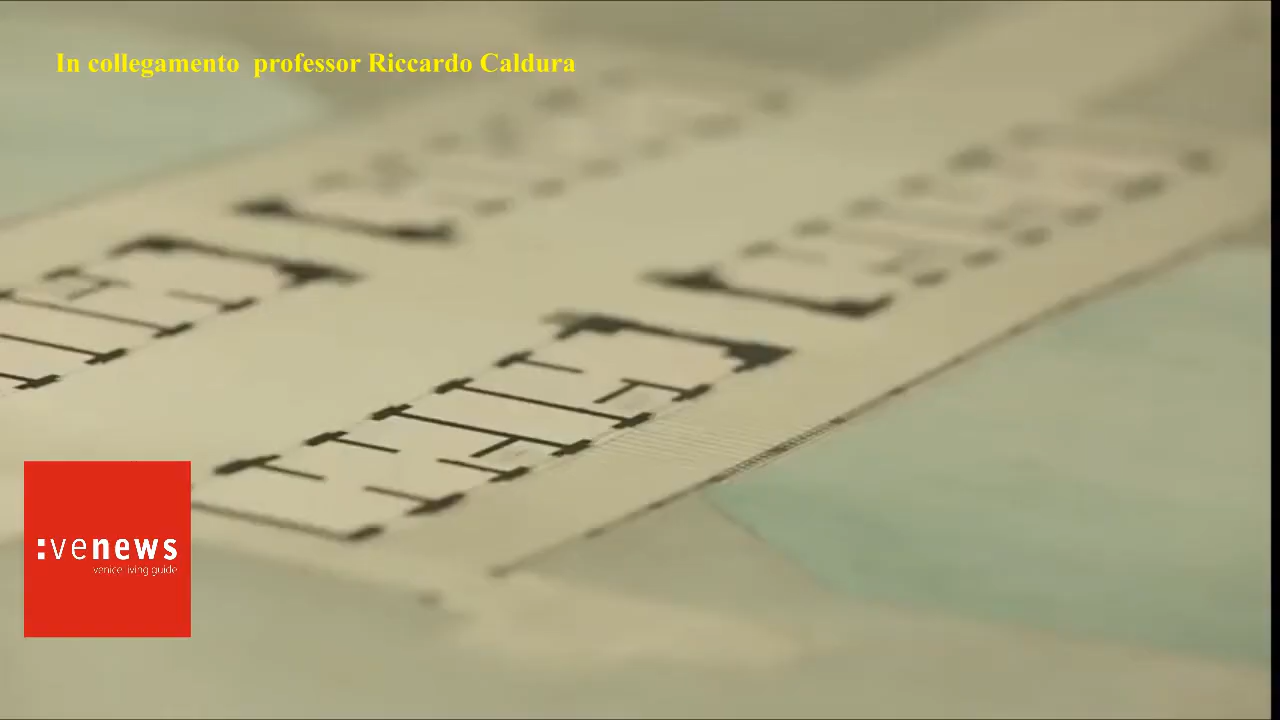 In collegamento professor Riccardo Caldura
:venews
venice living guide